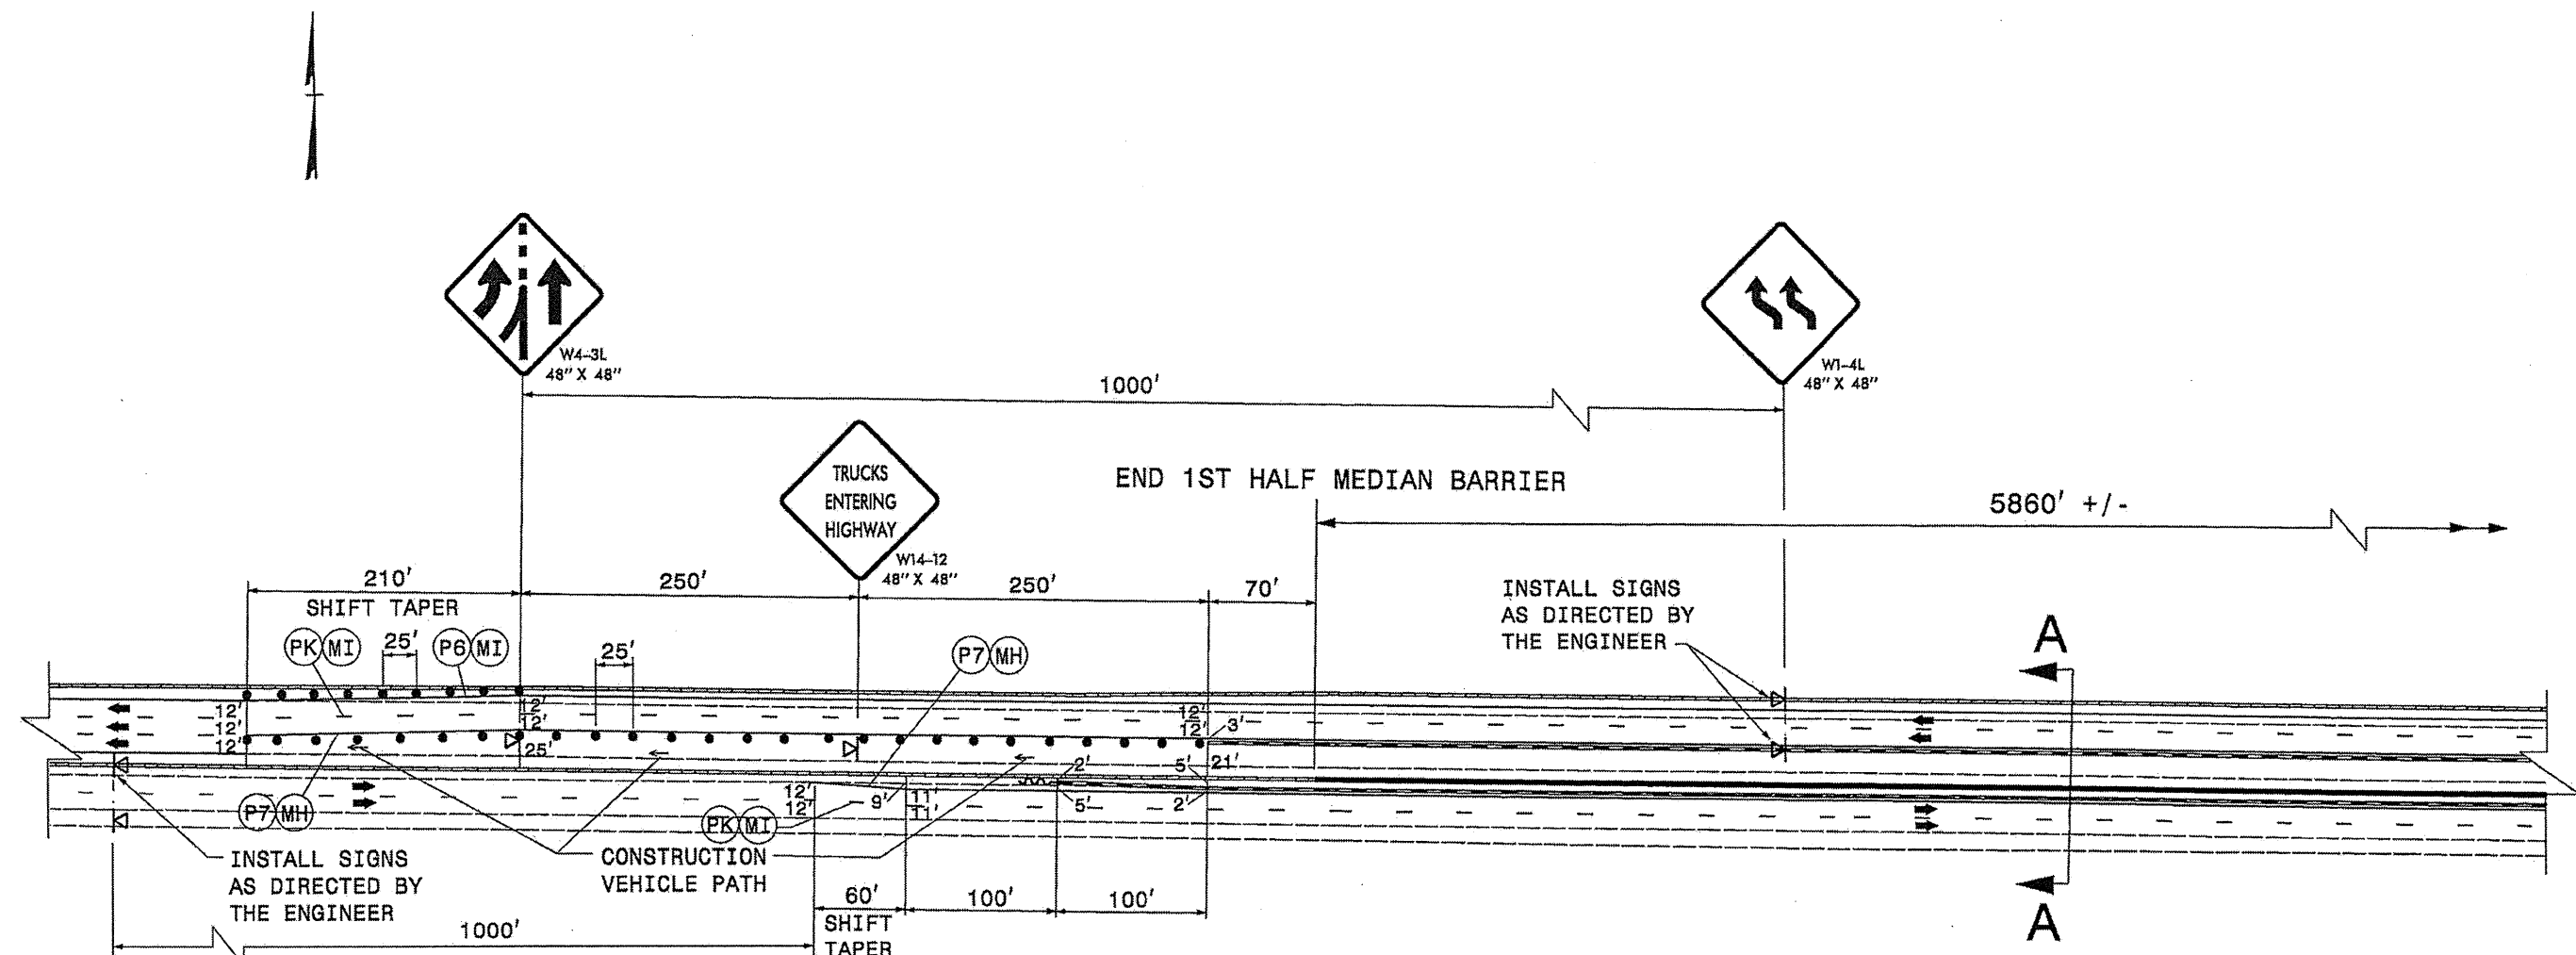 W4-3L
48" X 48"
W1-4L
48" X 48"
1000'
TRUCKS
ENTERING
HIGHWAY
W14-12
48" X 48"
END 1ST HALF MEDIAN BARRIER
5860' +/-
210'
250'
250'
70'
SHIFT TAPER
INSTALL SIGNS
AS DIRECTED BY
THE ENGINEER
A
PK MI
25'
P6 MI
25'
P7 MH
12'
12'
12'
12'
12'
25'
12'
12'
3'
21'
2'
5'
5'
2'
12'
12'
9'
11'
11'
P7 MH
PK MI
INSTALL SIGNS
AS DIRECTED BY
THE ENGINEER
CONSTRUCTION
VEHICLE PATH
60'
100'
100'
SHIFT
TAPER
1000'
A